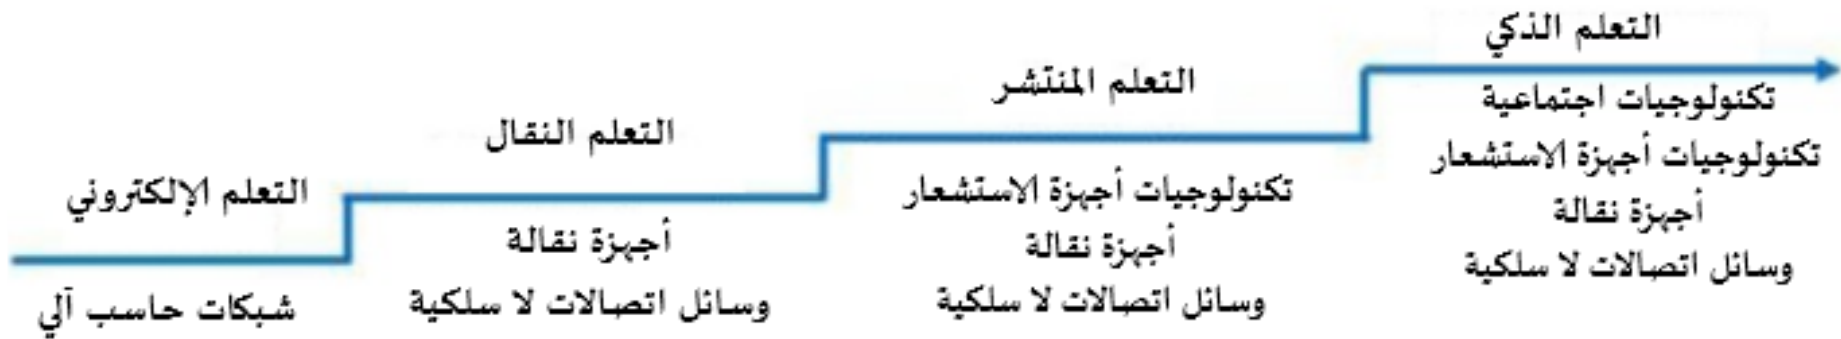 التعلم الإلكتروني
شبكات حاسب آلي
التعلم النقال
أجهزة نقالة
وسائل اتصالات لا سلكية
التعلم المنتشر
تكنولوجيات أجهزة الاستشعار
أجهزة نقالة
وسائل اتصالات لا سلكية
التعلم الذكي
تكنولوجيات اجتماعية
تكنولوجيات أجهزة الاستشعار
أجهزة نقالة
وسائل اتصالات لا سلكية